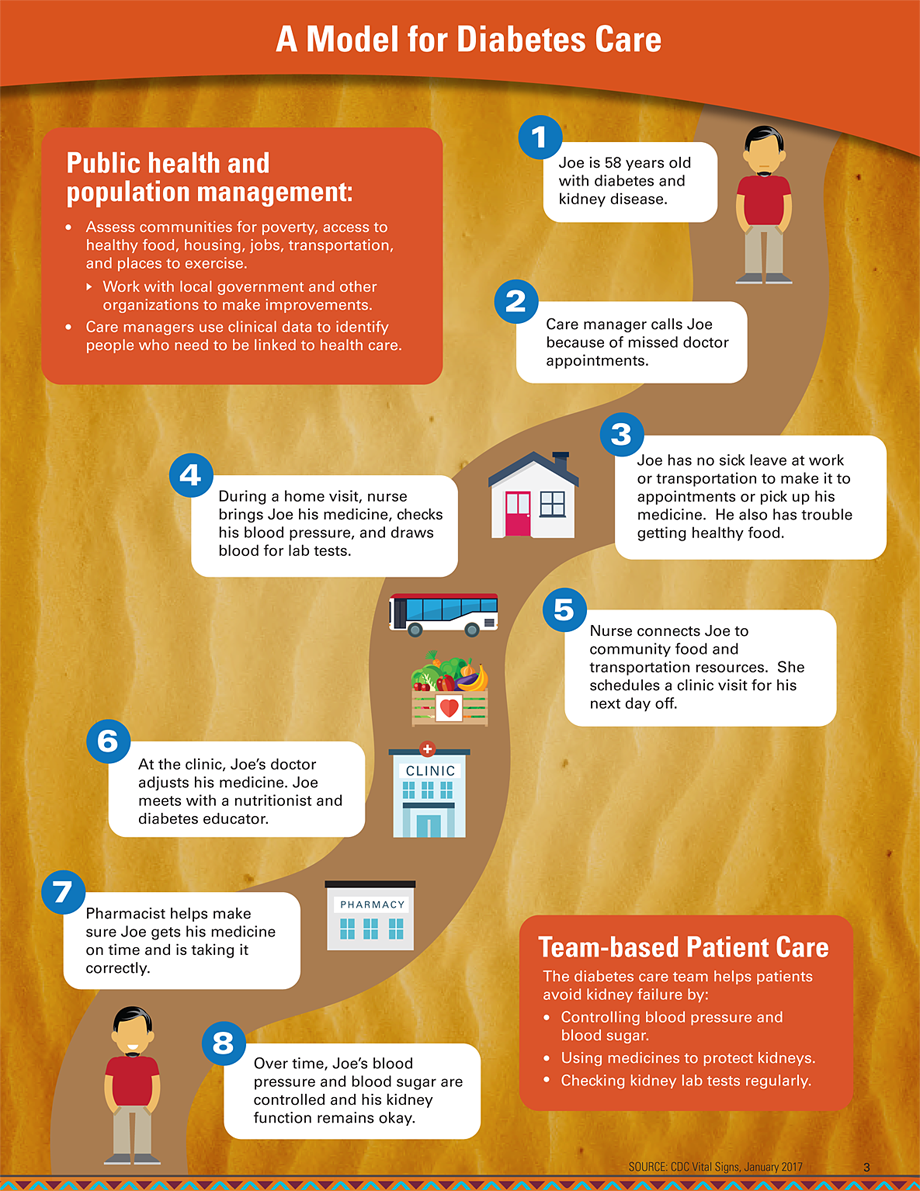 A Model for Diabetes Care
Public health and
population management:
• Assess communities for poverty, access to
healthy food, housing, jobs, transportation,
and places to exercise.
‣ Work with local government and other
organizations to make improvements.
• Care managers use clinical data to identify
people who need to be linked to health care.
1
Joe is 58 years old
with diabetes and
kidney disease.
2
Care manager calls Joe
because of missed doctor
appointments.
3
Joe has no sick leave at work
or transportation to make it to
appointments or pick up his
medicine. He also has trouble
getting healthy food.
4
During a home visit, nurse
brings Joe his medicine, checks
his blood pressure, and draws
blood for lab tests.
5
Nurse connects Joe to
community food and
transportation resources. She
schedules a clinic visit for his
next day off.
6
At the clinic, Joe’s doctor
adjusts his medicine. Joe
meets with a nutritionist and
diabetes educator.
CLINIC
7
Pharmacist helps make
sure Joe gets his medicine
on time and is taking it
correctly.
PHARMACY
8
Over time, Joe’s blood
pressure and blood sugar are
controlled and his kidney
function remains okay.
Team-based Patient Care
The diabetes care team helps patients
avoid kidney failure by:
• Controlling blood pressure and
blood sugar.
• Using medicines to protect kidneys.
• Checking kidney lab tests regularly.
SOURCE: CDC Vital Signs, January 2017
3